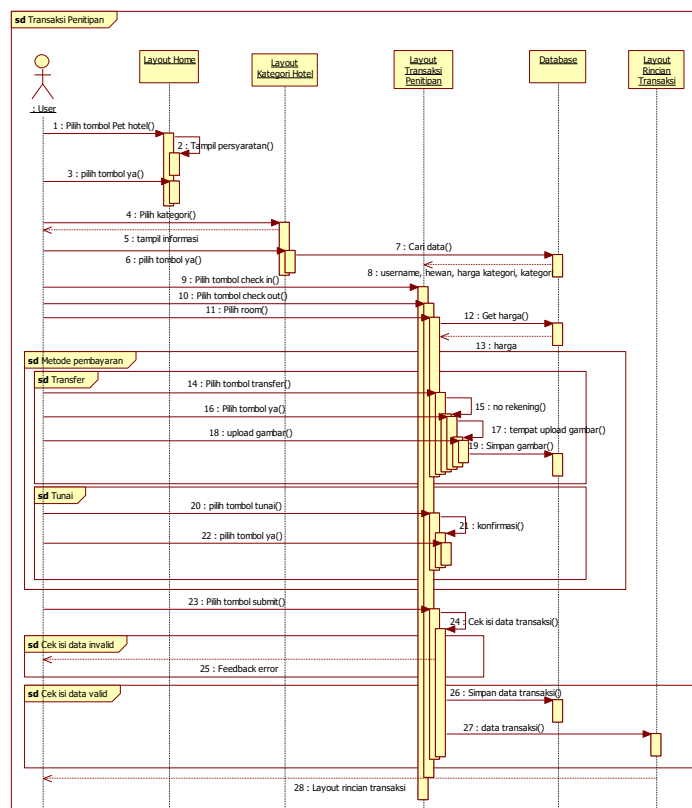 sd Transaksi Penitipan
Layout Home
Layout
Kategori Hotel
Layout
Transaksi
Penitipan
Database
Layout
Rincian
Transaksi
: User
1 : Pilih tombol Pet hotel()
2 : Tampil persyaratan()
3 : pilih tombol ya()
4 : Pilih kategori()
5 : tampil informasi
6 : pilih tombol ya()
7 : Cari data()
8 : username, hewan, harga kategori, kategori
9 : Pilih tombol check in()
10 : Pilih tombol check out()
11 : Pilih room()
12 : Get harga()
13 : harga
sd Metode pembayaran
sd Transfer
14 : Pilih tombol transfer()
15 : no rekening()
16 : Pilih tombol ya()
17 : tempat upload gambar()
18 : upload gambar()
19 : Simpan gambar()
sd Tunai
20 : pilih tombol tunai()
21 : konfirmasi()
22 : pilih tombol ya()
23 : Pilih tombol submit()
24 : Cek isi data transaksi()
sd Cek isi data invalid
25 : Feedback error
sd Cek isi data valid
26 : Simpan data transaksi()
27 : data transaksi()
28 : Layout rincian transaksi